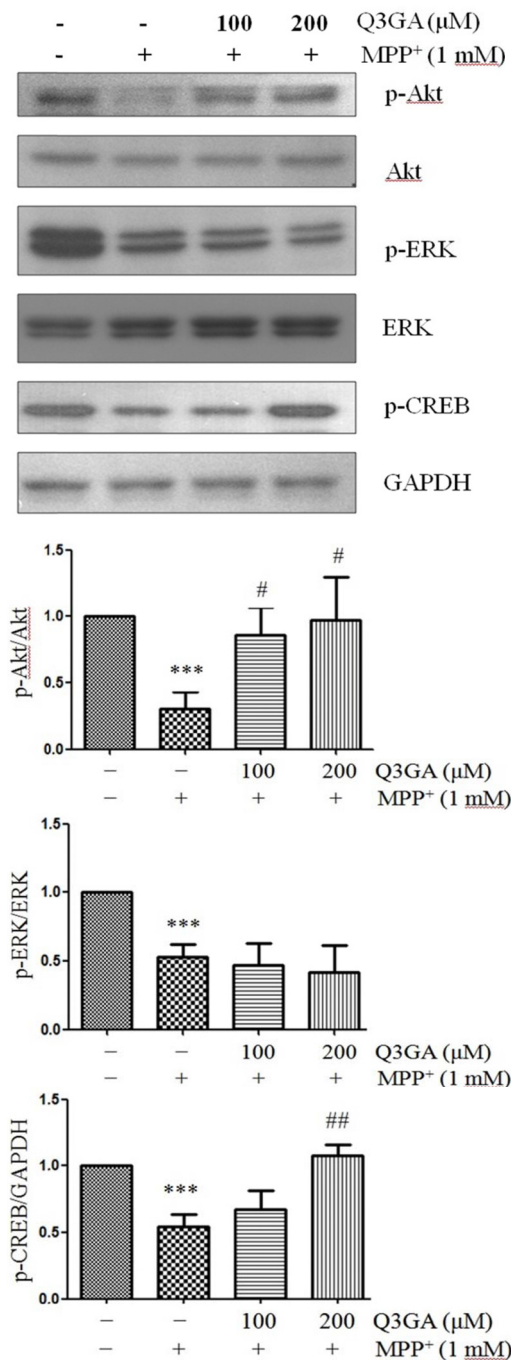 - - 100 200 Q3GA (μM)
- + + + MPP⁺ (1 mM)
p-Akt
Akt
p-ERK
ERK
p-CREB
GAPDH
p-Akt/Akt
1.5
1.0
0.5
0.0
***
#
#
– – 100 200 Q3GA (μM)
– + + + MPP⁺ (1 mM)
p-ERK/ERK
1.5
1.0
0.5
0.0
***
– – 100 200 Q3GA (μM)
– + + + MPP⁺ (1 mM)
p-CREB/GAPDH
1.5
1.0
0.5
0.0
***
##
– – 100 200 Q3GA (μM)
– + + + MPP⁺ (1 mM)